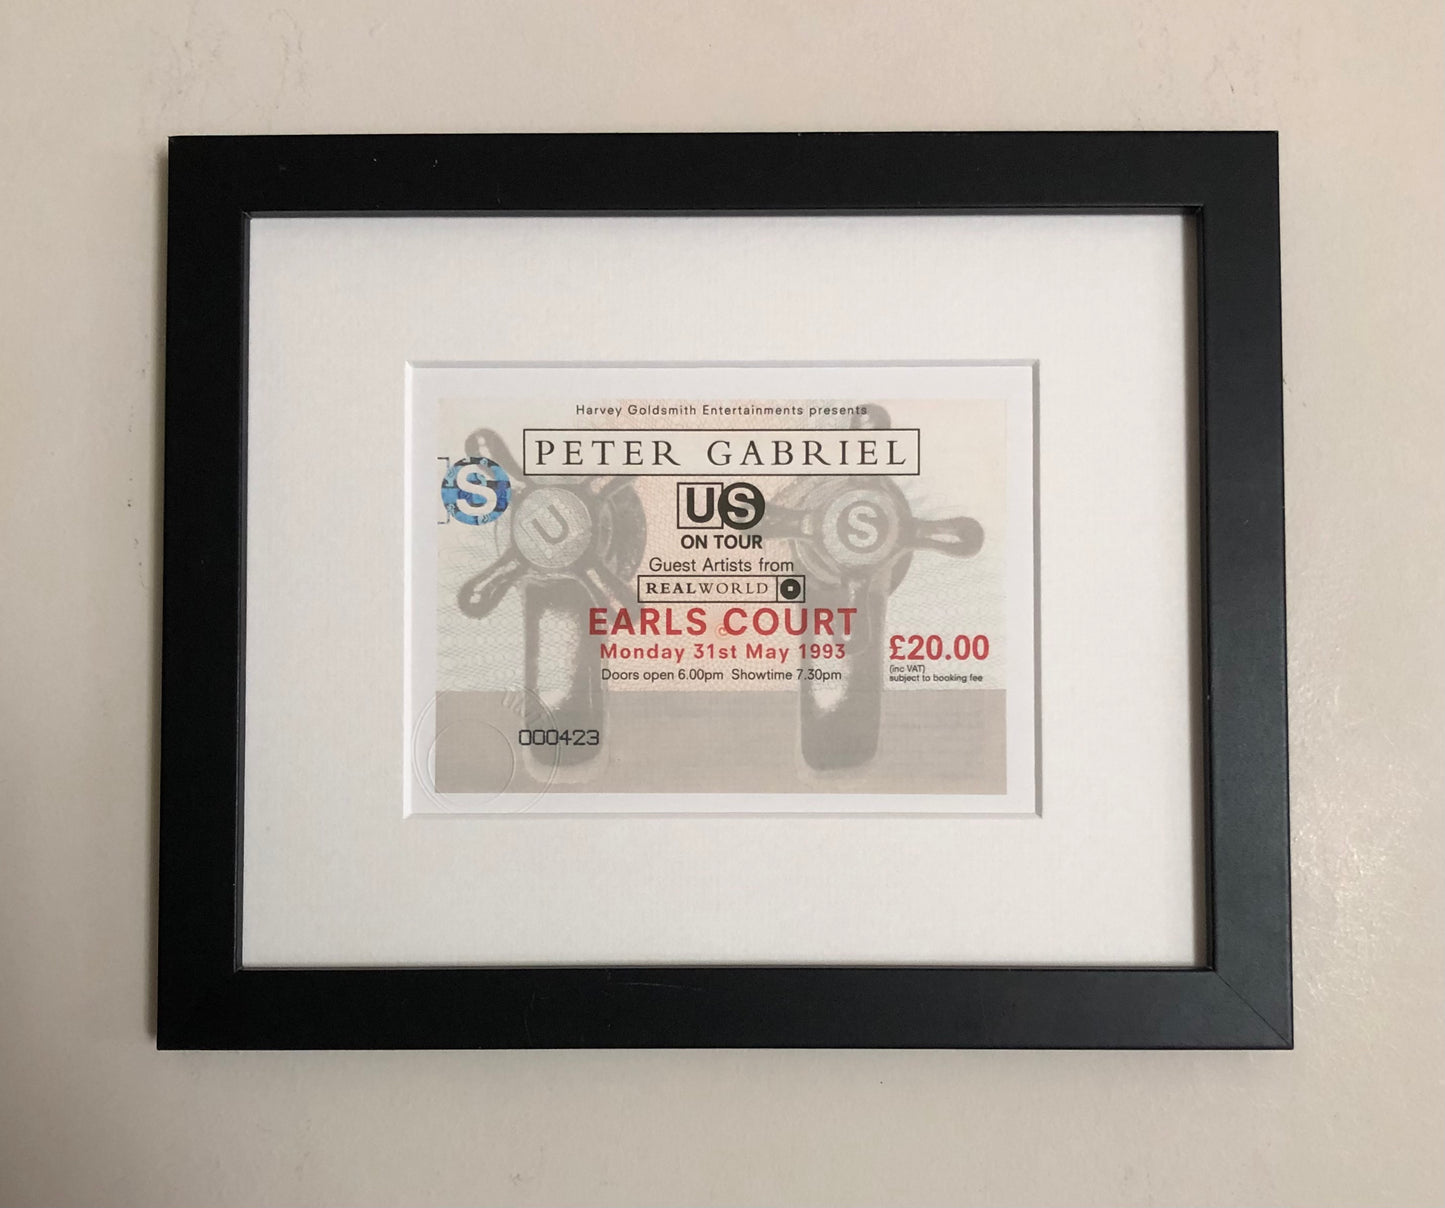 Harvey Goldsmith Entertainments presents
PETER GABRIEL
S
US
U
S
ON TOUR
Guest Artists from
REALWORLD
EARLS COURT
Monday 31st May 1993
£20.00
(inc VAT)
subject to booking fee
Doors open 6.00pm Showtime 7.30pm
000423